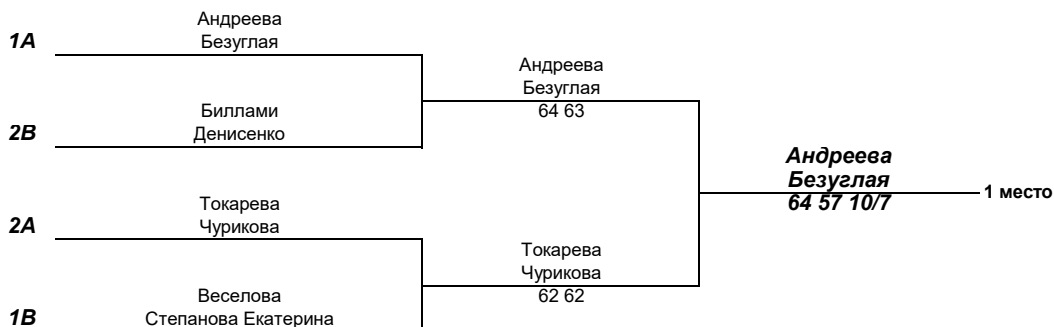 1A
Андреева
Безуглая
2B
Биллами
Денисенко
2A
Токарева
Чурикова
1B
Веселова
Степанова Екатерина
Андреева
Безуглая
64 63
Токарева
Чурикова
62 62
Андреева
Безуглая
64 57 10/7
1 место